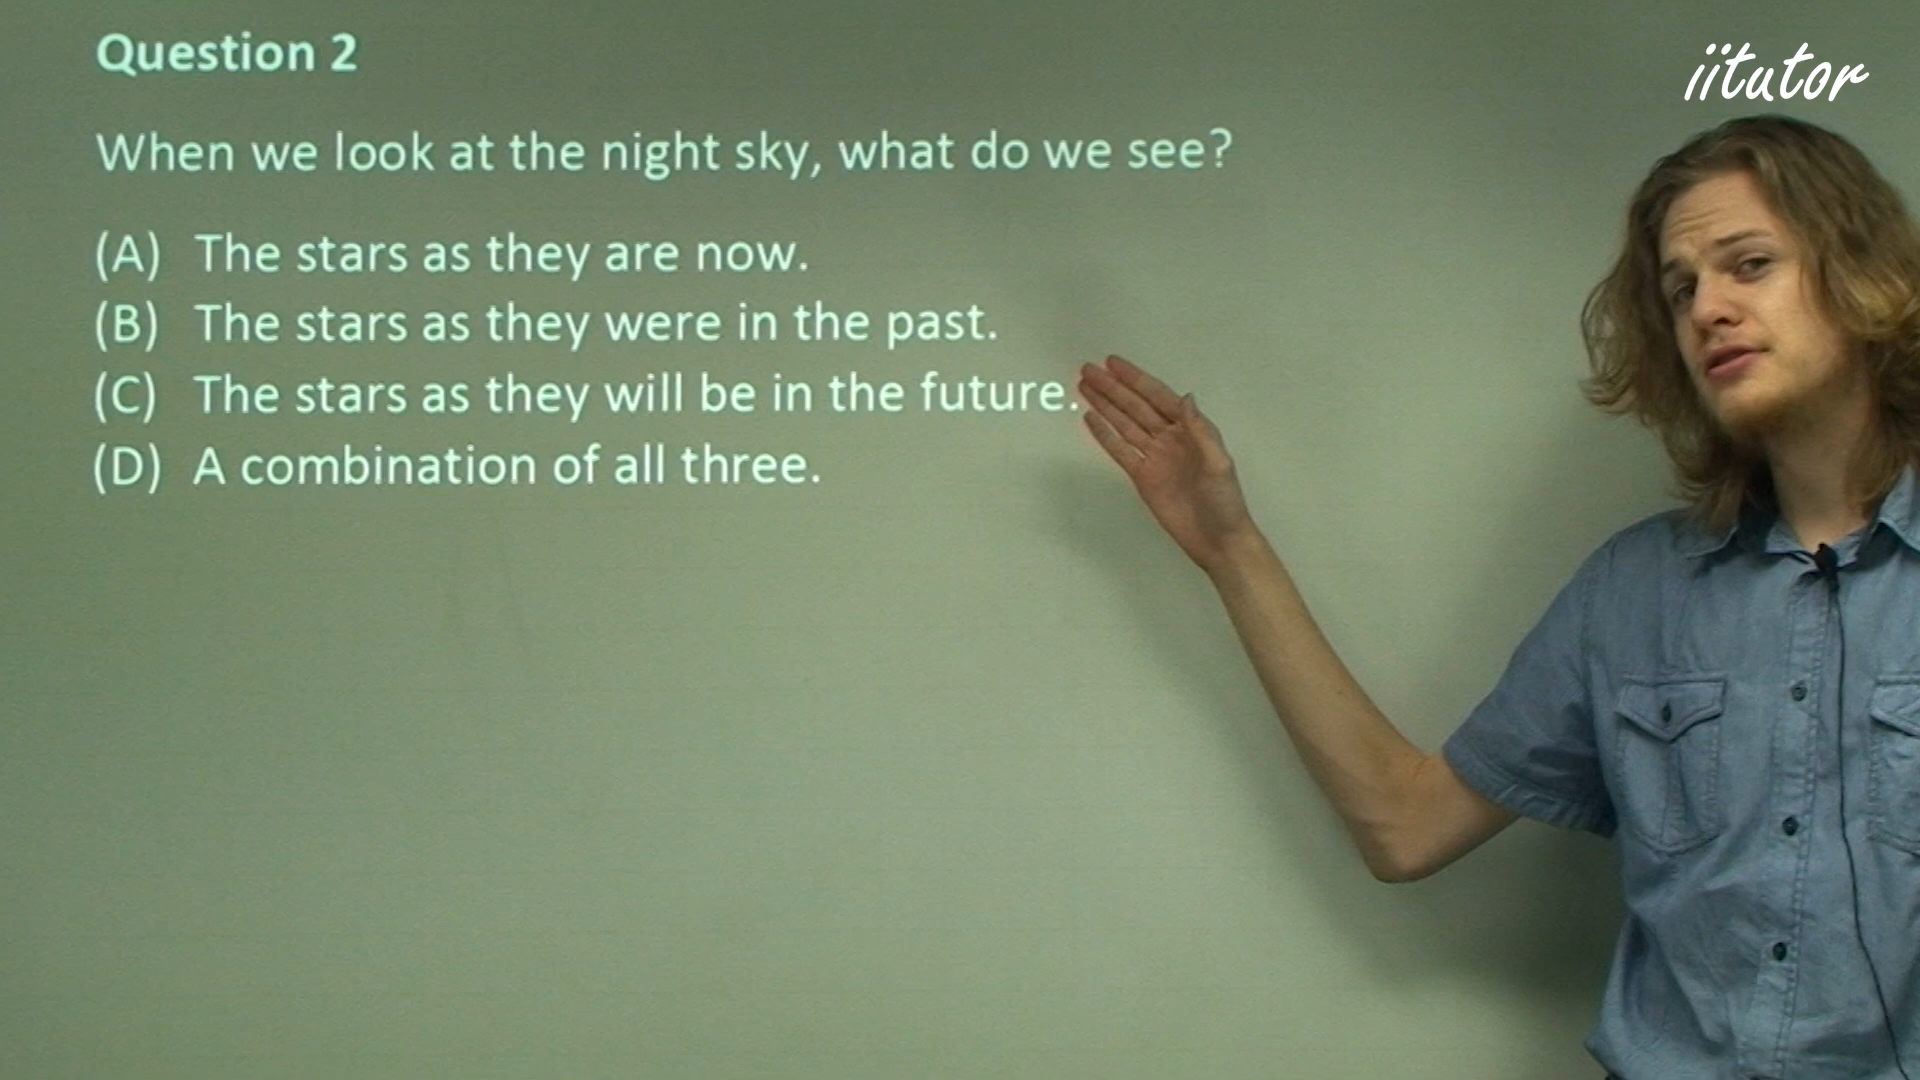 Question 2
iitutor
When we look at the night sky, what do we see?
(A) The stars as they are now.
(B) The stars as they were in the past.
(C) The stars as they will be in the future.
(D) A combination of all three.